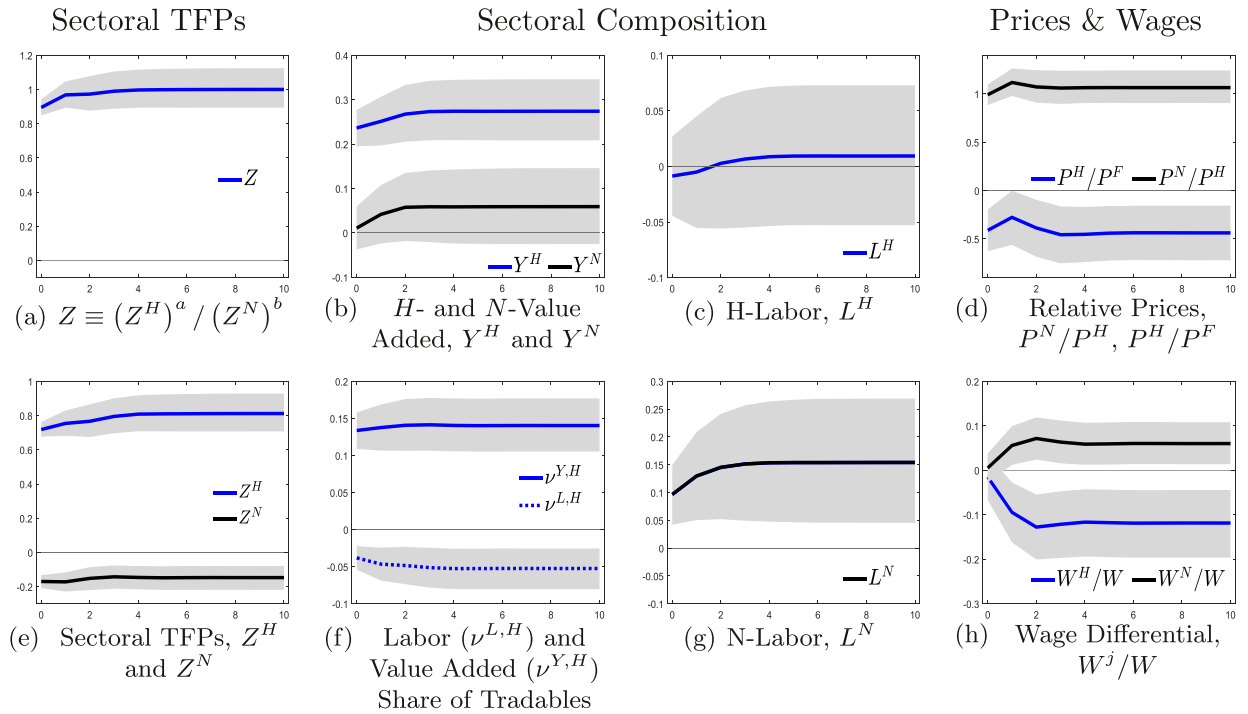 Sectoral TFPs
Sectoral Composition
Prices & Wages
1.2
1
0.8
0.6
0.4
0.2
0
Z
0 2 4 6 8 10
(a) Z ≡ (Z^H)^a / (Z^N)^b
0.4
0.3
0.2
0.1
0
-0.1
Y^H Y^N
0 2 4 6 8 10
(b) H- and N-Value
Added, Y^H and Y^N
0.1
0.05
0
-0.05
0.1
L^H
0 2 4 6 8 10
(c) H-Labor, L^H
1
0.5
0
-0.5
P^H/P^F P^N/P^H
0 2 4 6 8 10
(d) Relative Prices,
P^N/P^H, P^H/P^F
1
0.8
0.6
0.4
0.2
0
-0.2
Z^H
Z^N
0 2 4 6 8 10
(e) Sectoral TFPs, Z^H
and Z^N
0.2
0.15
0.1
0.05
0
-0.05
-0.1
ν^{Y,H}
ν^{L,H}
0 2 4 6 8 10
(f) Labor (ν^{L,H}) and
Value Added (ν^{Y,H})
Share of Tradables
0.3
0.25
0.2
0.15
0.1
0.05
0
-0.05
0.1
L^N
0 2 4 6 8 10
(g) N-Labor, L^N
0.2
0.1
0
-0.1
-0.2
-0.3
W^H/W W^N/W
0 2 4 6 8 10
(h) Wage Differential,
W^j/W